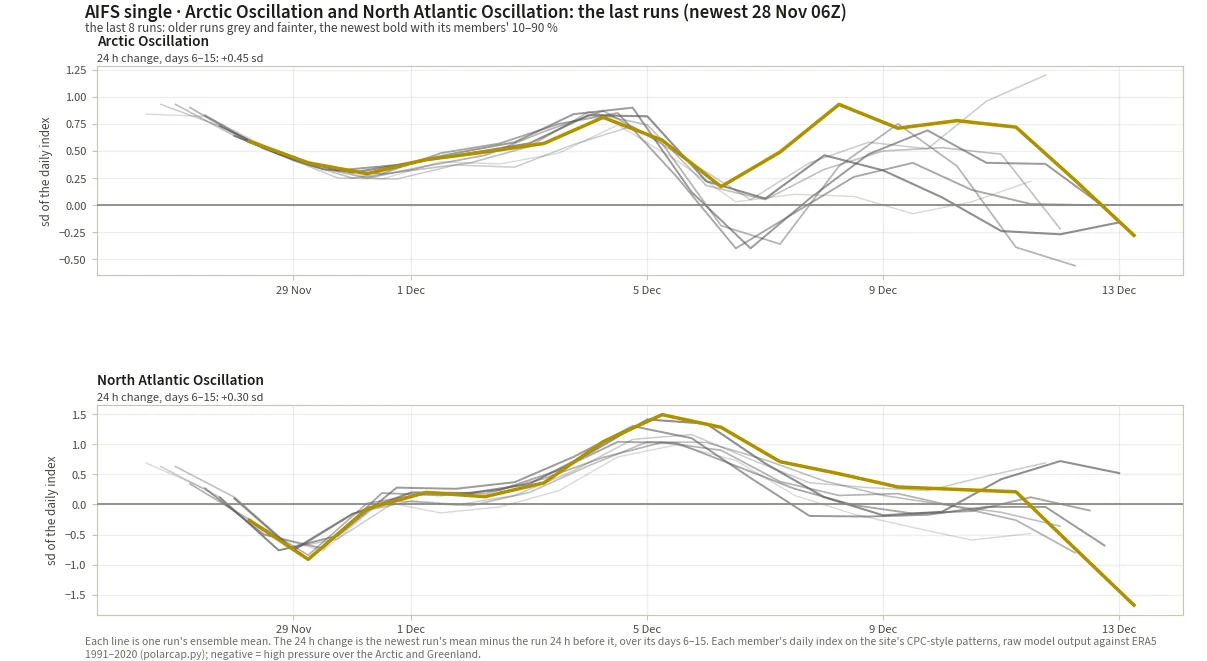 AIFS single · Arctic Oscillation and North Atlantic Oscillation: the last runs (newest 28 Nov 06Z)
the last 8 runs: older runs grey and fainter, the newest bold with its members' 10–90 %
Arctic Oscillation
24 h change, days 6–15: +0.45 sd
sd of the daily index
1.25
1.00
0.75
0.50
0.25
0.00
−0.25
−0.50
29 Nov
1 Dec
5 Dec
9 Dec
13 Dec
North Atlantic Oscillation
24 h change, days 6–15: +0.30 sd
sd of the daily index
1.5
1.0
0.5
0.0
−0.5
−1.0
−1.5
29 Nov
1 Dec
5 Dec
9 Dec
13 Dec
Each line is one run's ensemble mean. The 24 h change is the newest run's mean minus the run 24 h before it, over its days 6–15. Each member's daily index on the site's CPC-style patterns, raw model output against ERA5
1991–2020 (polarcap.py); negative = high pressure over the Arctic and Greenland.